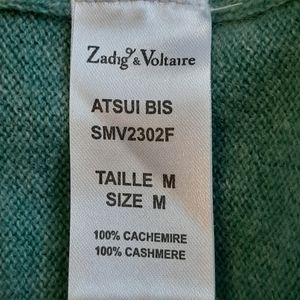 Zadig & Voltaire
ATSUI BIS
SMV2302F
TAILLE M
SIZE M
100% CACHEMIRE
100% CASHMERE